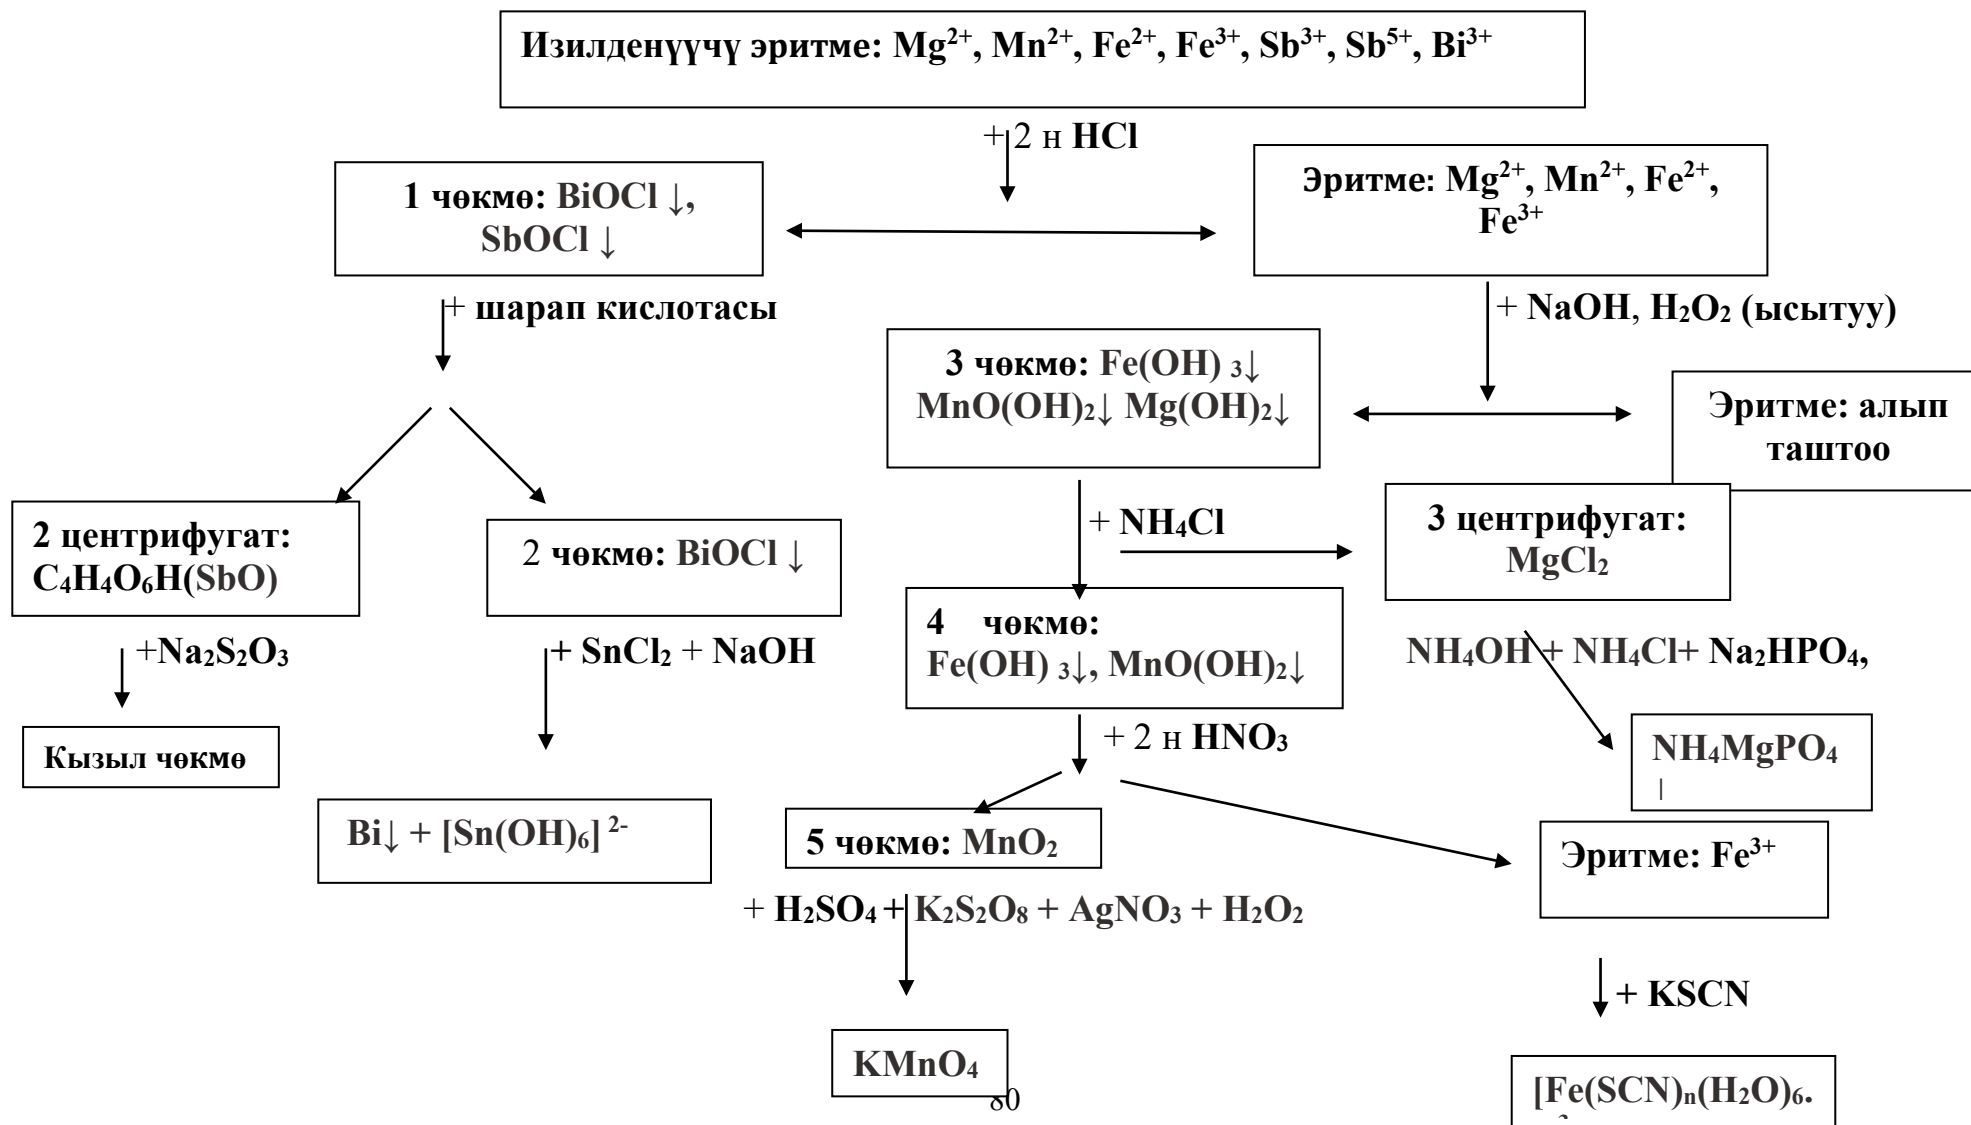 Изилденүүчү эритме: Mg²⁺, Mn²⁺, Fe²⁺, Fe³⁺, Sb³⁺, Sb⁵⁺, Bi³⁺
+ 2 н HCl
1 чөкмө: BiOCl ↓,
SbOCl ↓
Эритме: Mg²⁺, Mn²⁺, Fe²⁺,
Fe³⁺
+ шарап кислотасы
+ NaOH, H₂O₂ (ысытуу)
3 чөкмө: Fe(OH) ₃↓
MnO(OH)₂↓ Mg(OH)₂↓
Эритме: алып
таштоо
2 центрифугат:
C₄H₄O₆H(SbO)
2 чөкмө: BiOCl ↓
+ NH₄Cl
3 центрифугат:
MgCl₂
+Na₂S₂O₃
+ SnCl₂ + NaOH
4 чөкмө:
Fe(OH) ₃↓, MnO(OH)₂↓
NH₄OH + NH₄Cl+ Na₂HPO₄,
Кызыл чөкмө
+ 2 н HNO₃
NH₄MgPO₄
Bi↓ + [Sn(OH)₆] ²⁻
5 чөкмө: MnO₂
Эритме: Fe³⁺
+ H₂SO₄ + K₂S₂O₈ + AgNO₃ + H₂O₂
+ KSCN
KMnO₄
80
[Fe(SCN)ₙ(H₂O)₆.